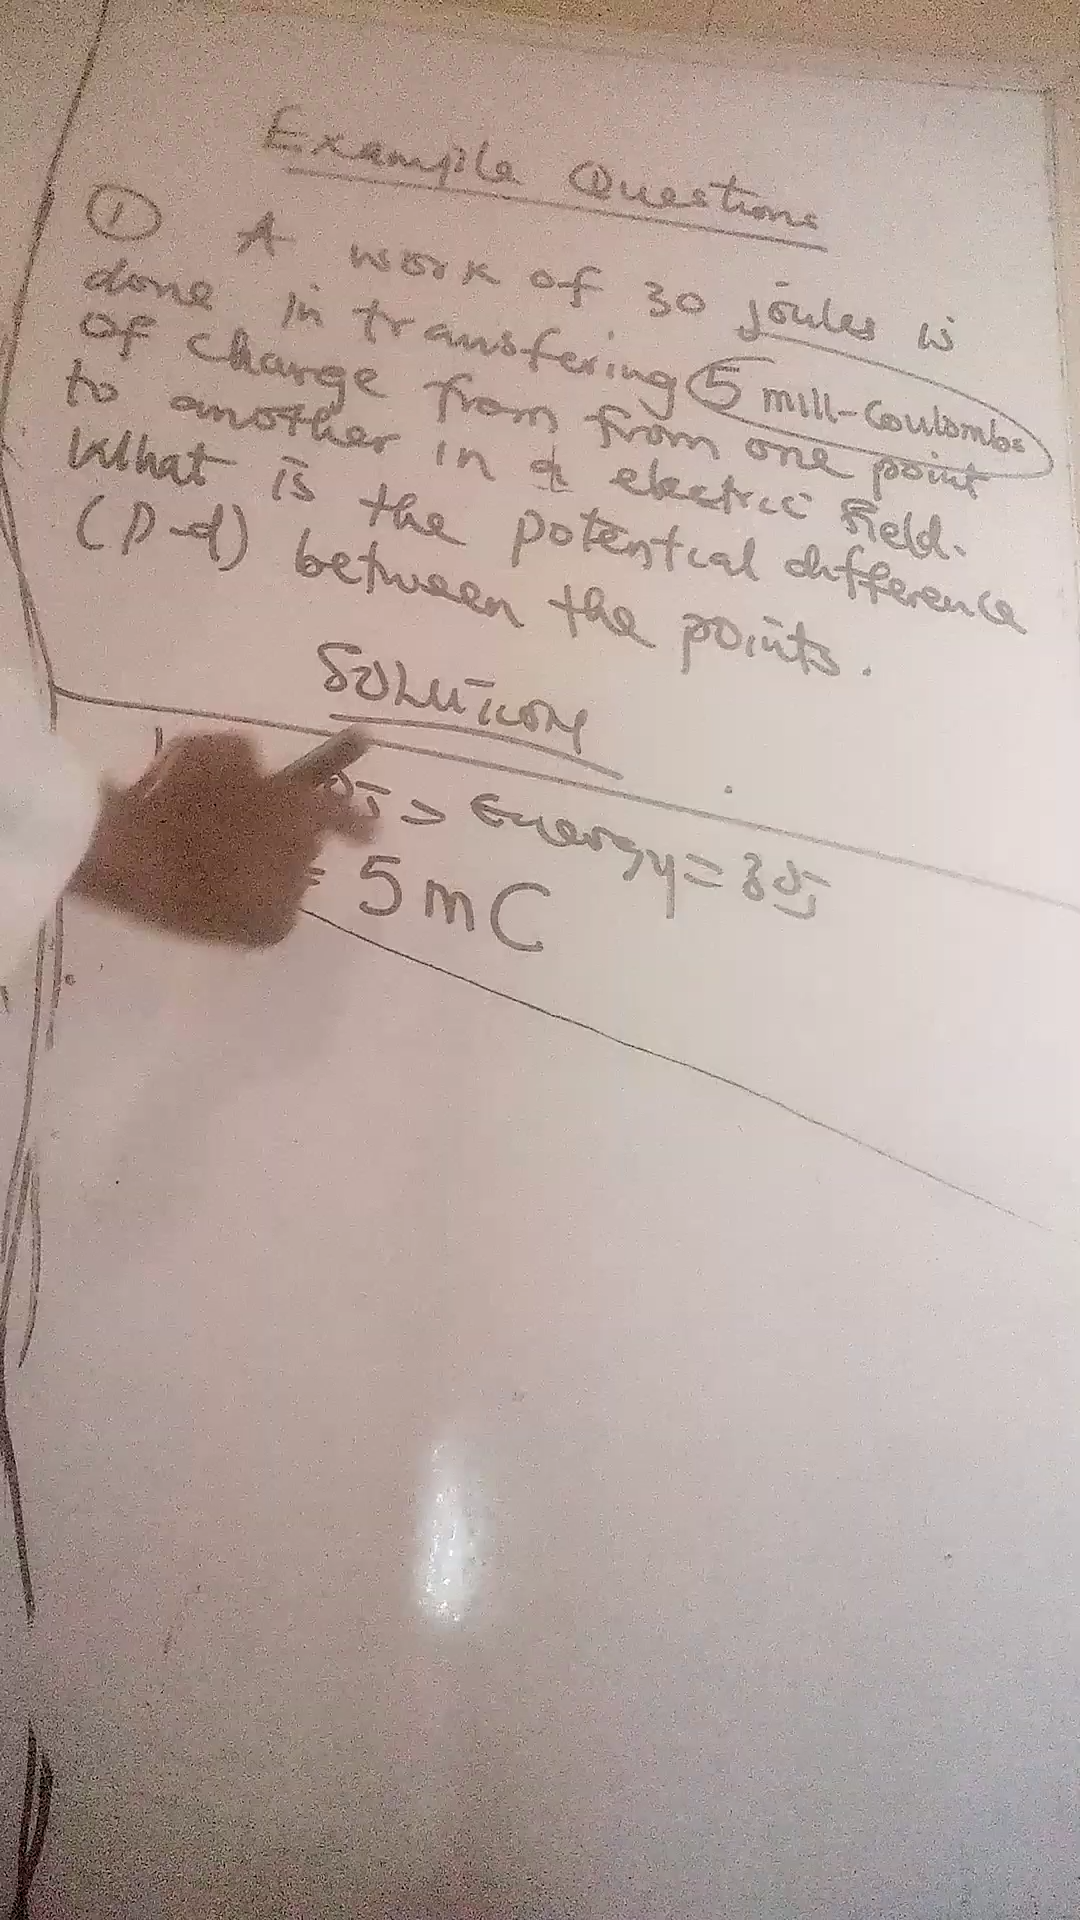 Example Questions
① A work of 30 joules is
done in transfering 5 mill-Coulombs
of charge from from one point
to another in a electric field.
What is the potential difference
(P-d) between the points.
SOLUTION
J => Energy = 30J
= 5mC